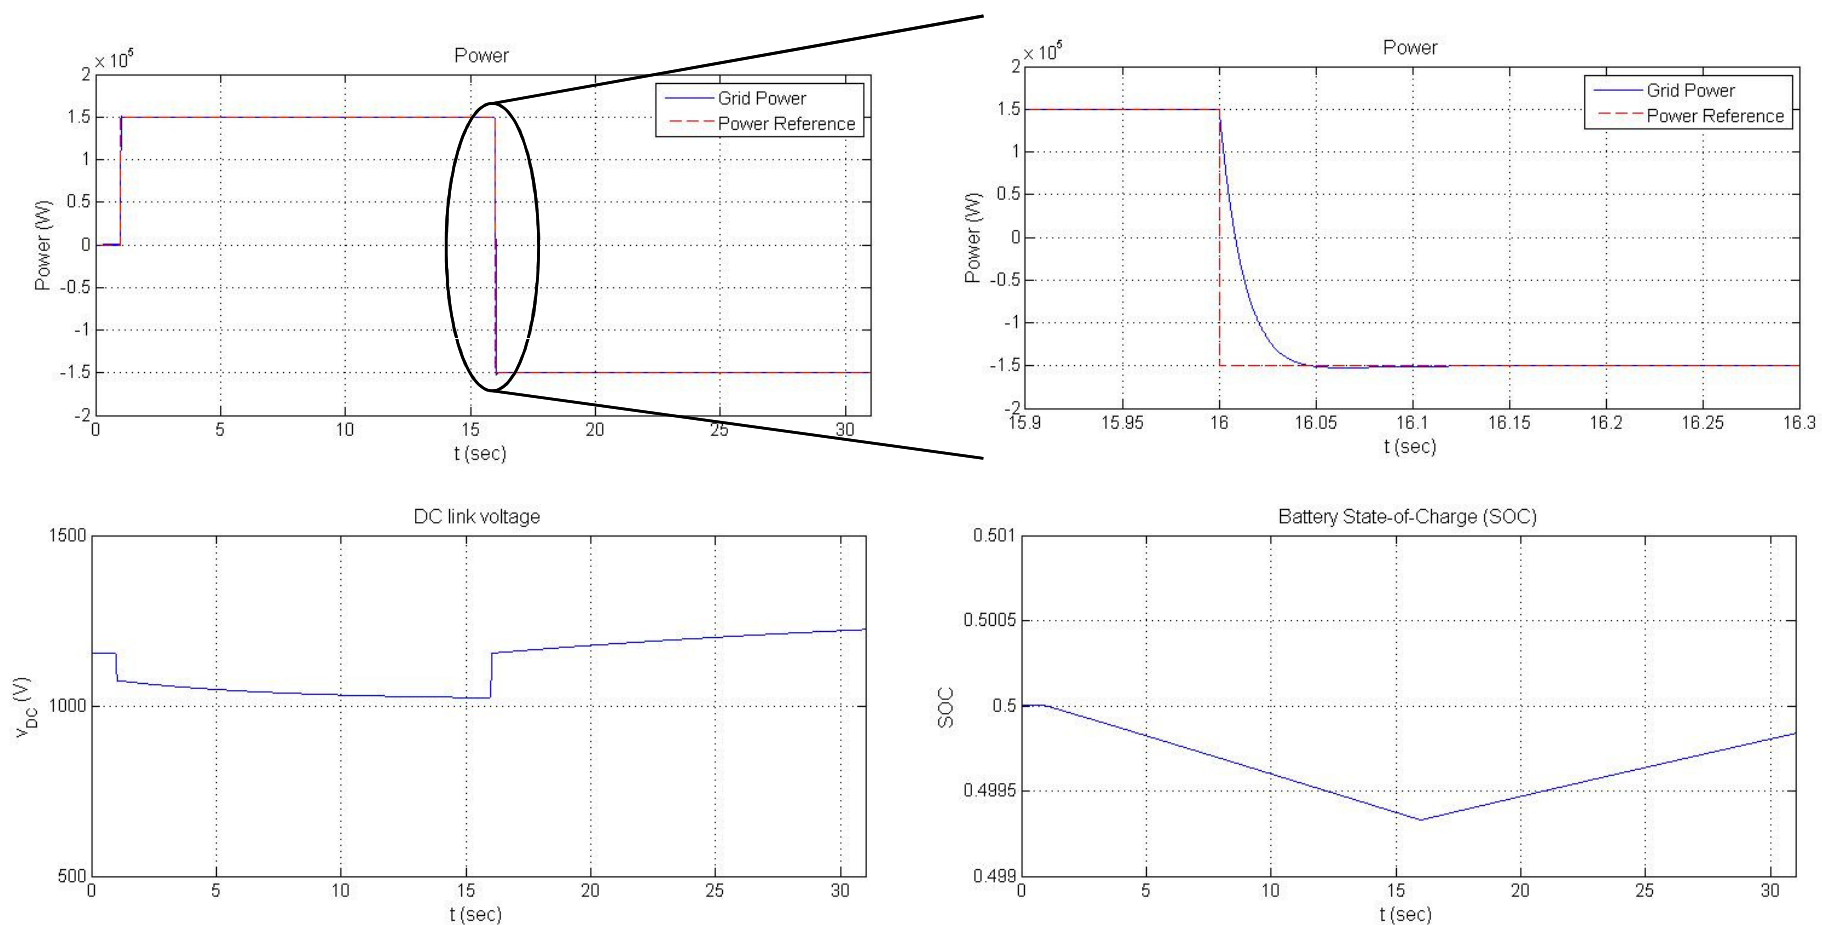 × 10⁵
Power
2
1.5
1
0.5
0
-0.5
-1
-1.5
-2
Power (W)
Grid Power
Power Reference
0 5 10 15 20 25 30
t (sec)
× 10⁵
Power
2
1.5
1
0.5
0
-0.5
-1
-1.5
-2
Power (W)
Grid Power
Power Reference
15.9 15.95 16 16.05 16.1 16.15 16.2 16.25 16.3
t (sec)
DC link voltage
1500
1000
500
v_DC (V)
0 5 10 15 20 25 30
t (sec)
Battery State-of-Charge (SOC)
0.501
0.5005
0.5
0.4995
0.499
SOC
0 5 10 15 20 25 30
t (sec)